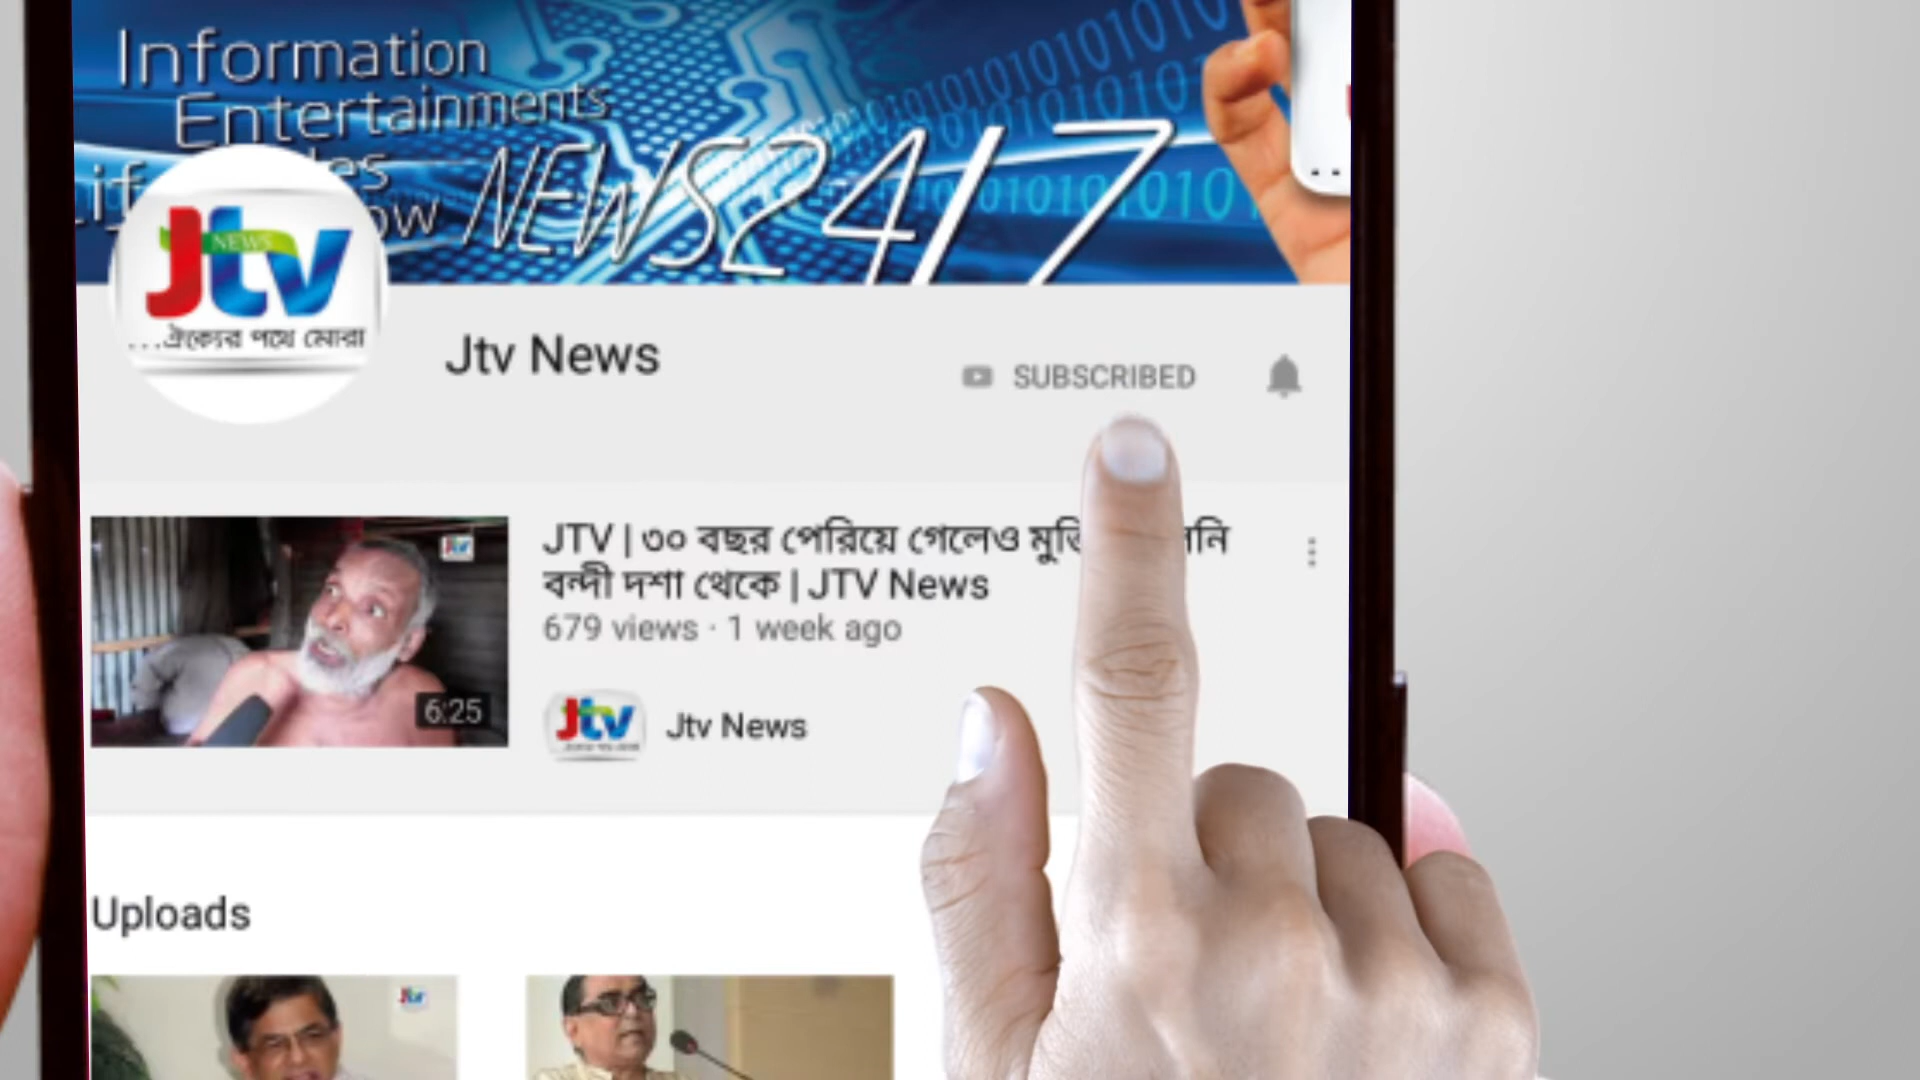 Information
Entertainments
NEWS24/7
NEWS
Jtv
...ঐক্যের পথে মোরা
Jtv News
SUBSCRIBED
JTV | ৩০ বছর পেরিয়ে গেলেও
বন্দী দশা থেকে | JTV News
679 views · 1 week ago
6:25
Jtv
Jtv News
Uploads